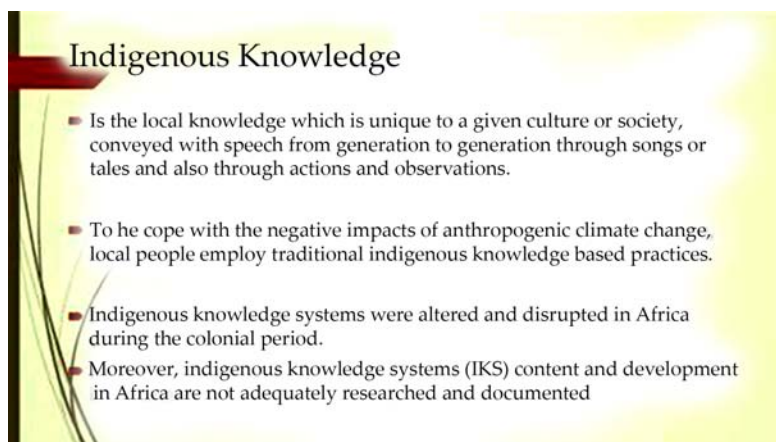 Indigenous Knowledge
Is the local knowledge which is unique to a given culture or society,
conveyed with speech from generation to generation through songs or
tales and also through actions and observations.
To he cope with the negative impacts of anthropogenic climate change,
local people employ traditional indigenous knowledge based practices.
Indigenous knowledge systems were altered and disrupted in Africa
during the colonial period.
Moreover, indigenous knowledge systems (IKS) content and development
in Africa are not adequately researched and documented